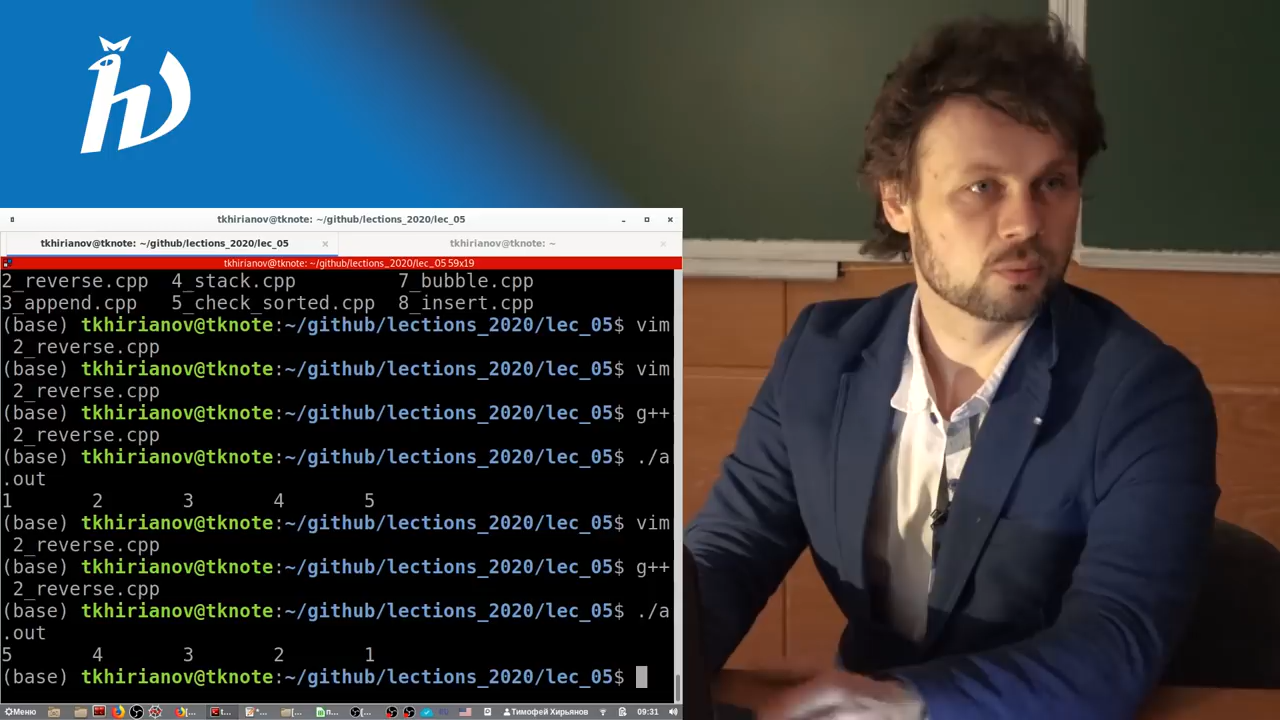 tkhirianov@tknote: ~/github/lections_2020/lec_05
tkhirianov@tknote: ~/github/lections_2020/lec_05
tkhirianov@tknote: ~
tkhirianov@tknote: ~/github/lections_2020/lec_05 59x19
2_reverse.cpp 4_stack.cpp 7_bubble.cpp
3_append.cpp 5_check_sorted.cpp 8_insert.cpp
(base) tkhirianov@tknote:~/github/lections_2020/lec_05$ vim
2_reverse.cpp
(base) tkhirianov@tknote:~/github/lections_2020/lec_05$ vim
2_reverse.cpp
(base) tkhirianov@tknote:~/github/lections_2020/lec_05$ g++
2_reverse.cpp
(base) tkhirianov@tknote:~/github/lections_2020/lec_05$ ./a
.out
1 2 3 4 5
(base) tkhirianov@tknote:~/github/lections_2020/lec_05$ vim
2_reverse.cpp
(base) tkhirianov@tknote:~/github/lections_2020/lec_05$ g++
2_reverse.cpp
(base) tkhirianov@tknote:~/github/lections_2020/lec_05$ ./a
.out
5 4 3 2 1
(base) tkhirianov@tknote:~/github/lections_2020/lec_05$
Меню Тимофей Хирьянов 09:31